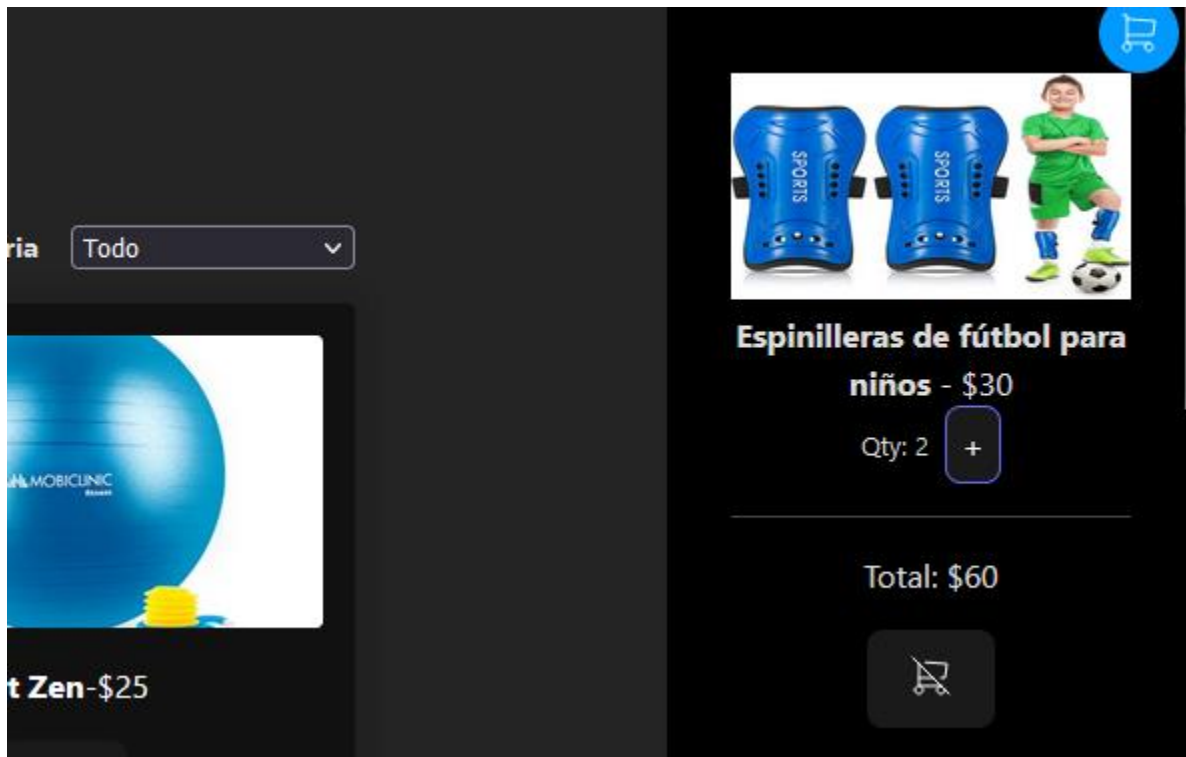 SPORTS
SPORTS
ria
Todo
Espinilleras de fútbol para
niños - $30
Qty: 2 +
MOBICLINIC
Total: $60
t Zen-$25